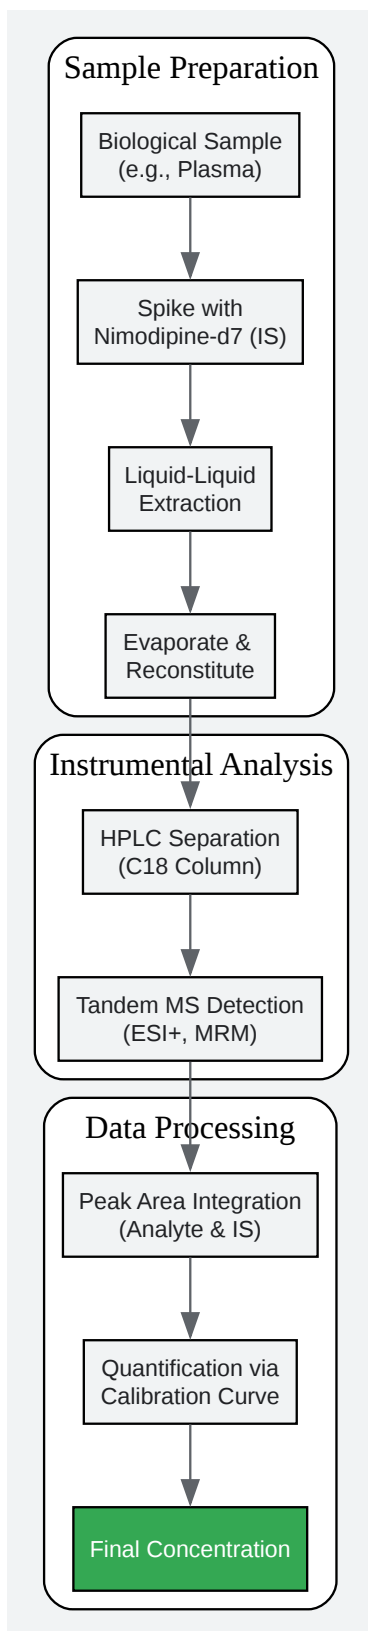 Sample Preparation
Biological Sample
(e.g., Plasma)
Spike with
Nimodipine-d7 (IS)
Liquid-Liquid
Extraction
Evaporate &
Reconstitute
Instrumental Analysis
HPLC Separation
(C18 Column)
Tandem MS Detection
(ESI+, MRM)
Data Processing
Peak Area Integration
(Analyte & IS)
Quantification via
Calibration Curve
Final Concentration